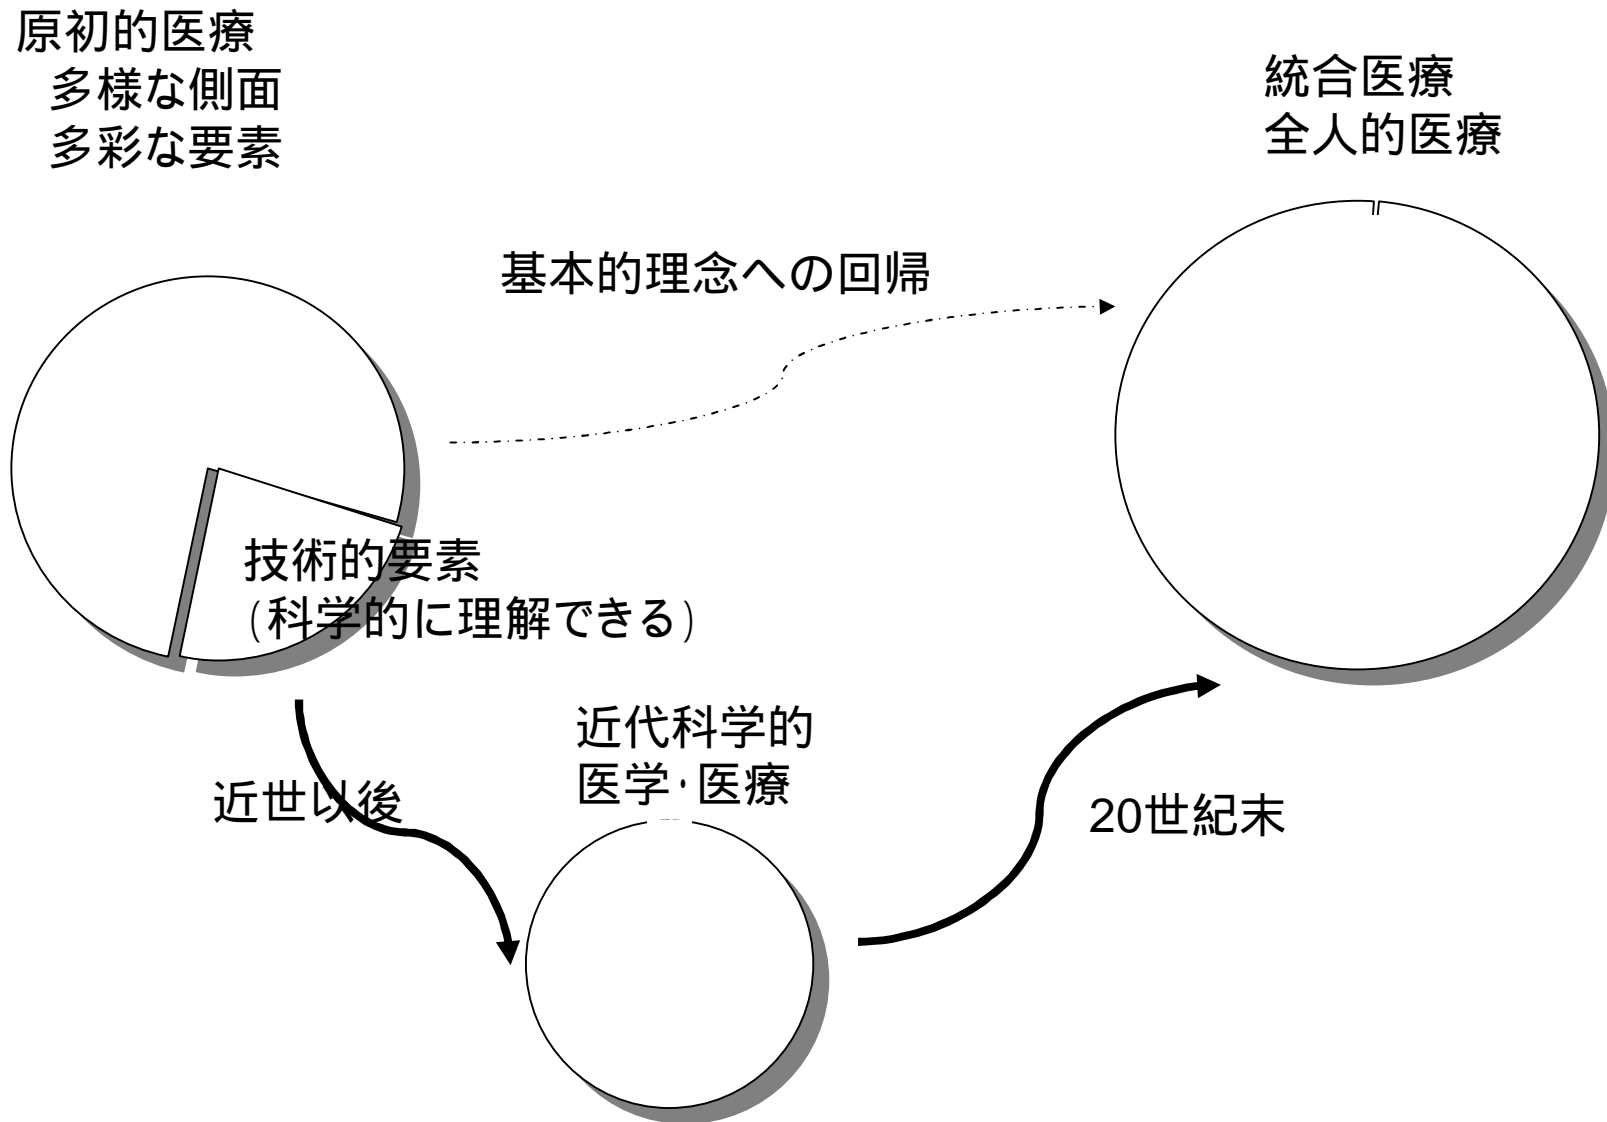 原初的医療
多様な側面
多彩な要素
統合医療
全人的医療
基本的理念への回帰
技術的要素
(科学的に理解できる)
近代科学的
医学・医療
近世以後
20世紀末